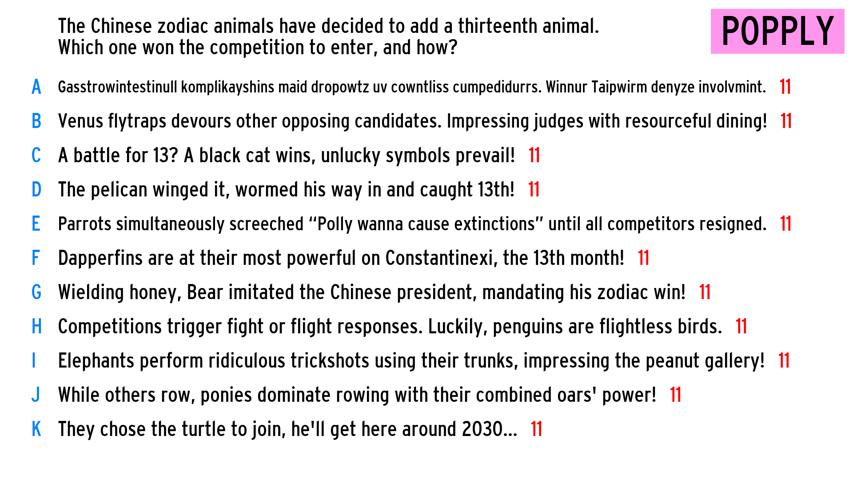 The Chinese zodiac animals have decided to add a thirteenth animal.
Which one won the competition to enter, and how?
POPPLY
A Gasstrowintestinull komplikayshins maid dropowtz uv cowntliss cumpedidurrs. Winnur Taipwirm denyze involvmint. 11
B Venus flytraps devours other opposing candidates. Impressing judges with resourceful dining! 11
C A battle for 13? A black cat wins, unlucky symbols prevail! 11
D The pelican winged it, wormed his way in and caught 13th! 11
E Parrots simultaneously screeched “Polly wanna cause extinctions” until all competitors resigned. 11
F Dapperfins are at their most powerful on Constantinexi, the 13th month! 11
G Wielding honey, Bear imitated the Chinese president, mandating his zodiac win! 11
H Competitions trigger fight or flight responses. Luckily, penguins are flightless birds. 11
I Elephants perform ridiculous trickshots using their trunks, impressing the peanut gallery! 11
J While others row, ponies dominate rowing with their combined oars' power! 11
K They chose the turtle to join, he'll get here around 2030... 11